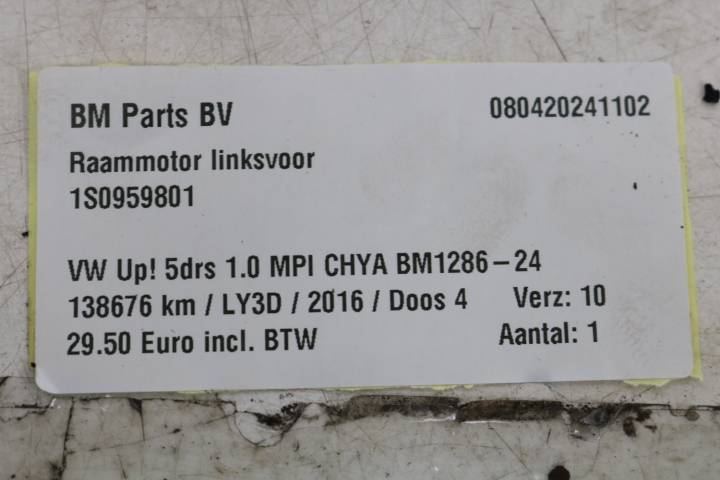 BM Parts BV 080420241102
Raammotor linksvoor
1S0959801
VW Up! 5drs 1.0 MPI CHYA BM1286-24
138676 km / LY3D / 2016 / Doos 4 Verz: 10
29.50 Euro incl. BTW Aantal: 1